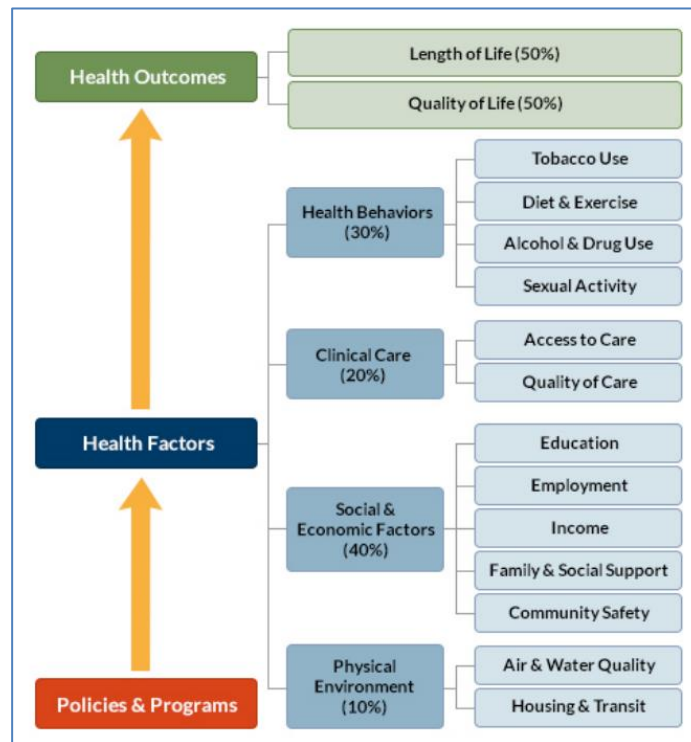 Health Outcomes
Length of Life (50%)
Quality of Life (50%)
Health Factors
Health Behaviors
(30%)
Tobacco Use
Diet & Exercise
Alcohol & Drug Use
Sexual Activity
Clinical Care
(20%)
Access to Care
Quality of Care
Social &
Economic Factors
(40%)
Education
Employment
Income
Family & Social Support
Community Safety
Physical
Environment
(10%)
Air & Water Quality
Housing & Transit
Policies & Programs